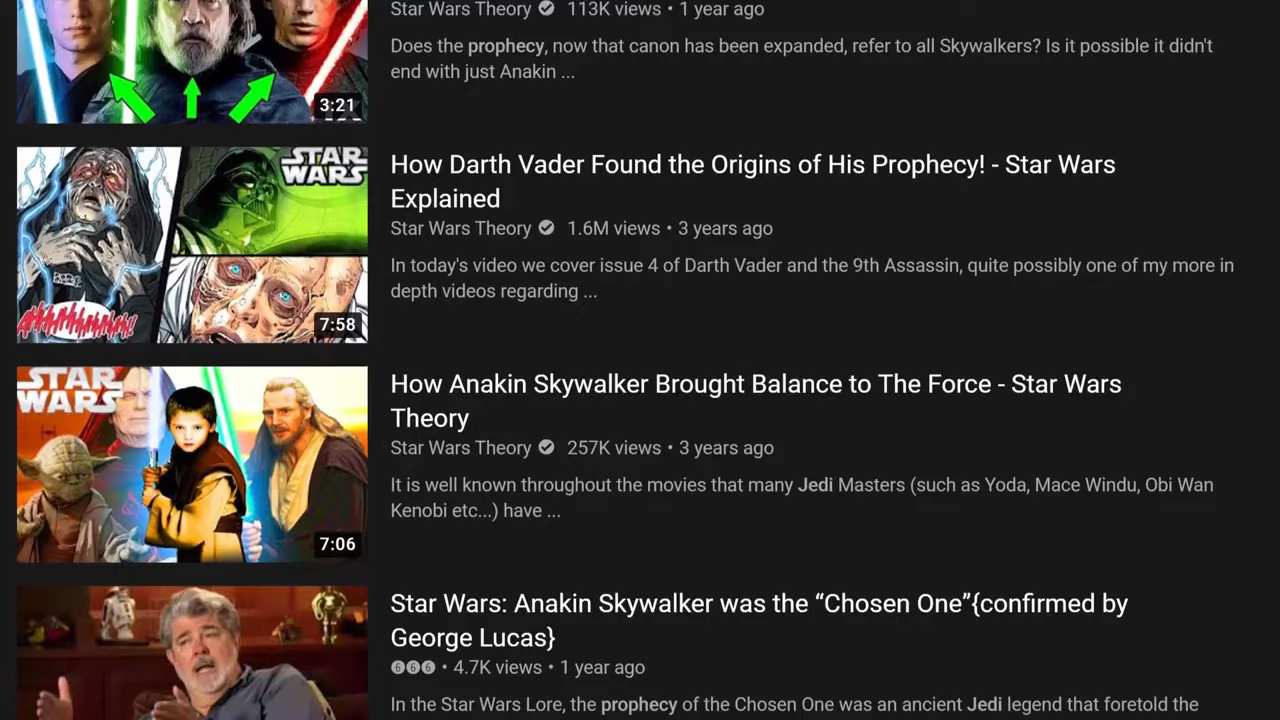 Star Wars Theory 113K views • 1 year ago
Does the prophecy, now that canon has been expanded, refer to all Skywalkers? Is it possible it didn't
end with just Anakin ...
3:21
STAR
WARS
How Darth Vader Found the Origins of His Prophecy! - Star Wars
Explained
Star Wars Theory 1.6M views • 3 years ago
In today's video we cover issue 4 of Darth Vader and the 9th Assassin, quite possibly one of my more in
depth videos regarding ...
7:58
STAR
WARS
How Anakin Skywalker Brought Balance to The Force - Star Wars
Theory
Star Wars Theory 257K views • 3 years ago
It is well known throughout the movies that many Jedi Masters (such as Yoda, Mace Windu, Obi Wan
Kenobi etc...) have ...
7:06
Star Wars: Anakin Skywalker was the “Chosen One”{confirmed by
George Lucas}
➏➏➏ • 4.7K views • 1 year ago
In the Star Wars Lore, the prophecy of the Chosen One was an ancient Jedi legend that foretold the